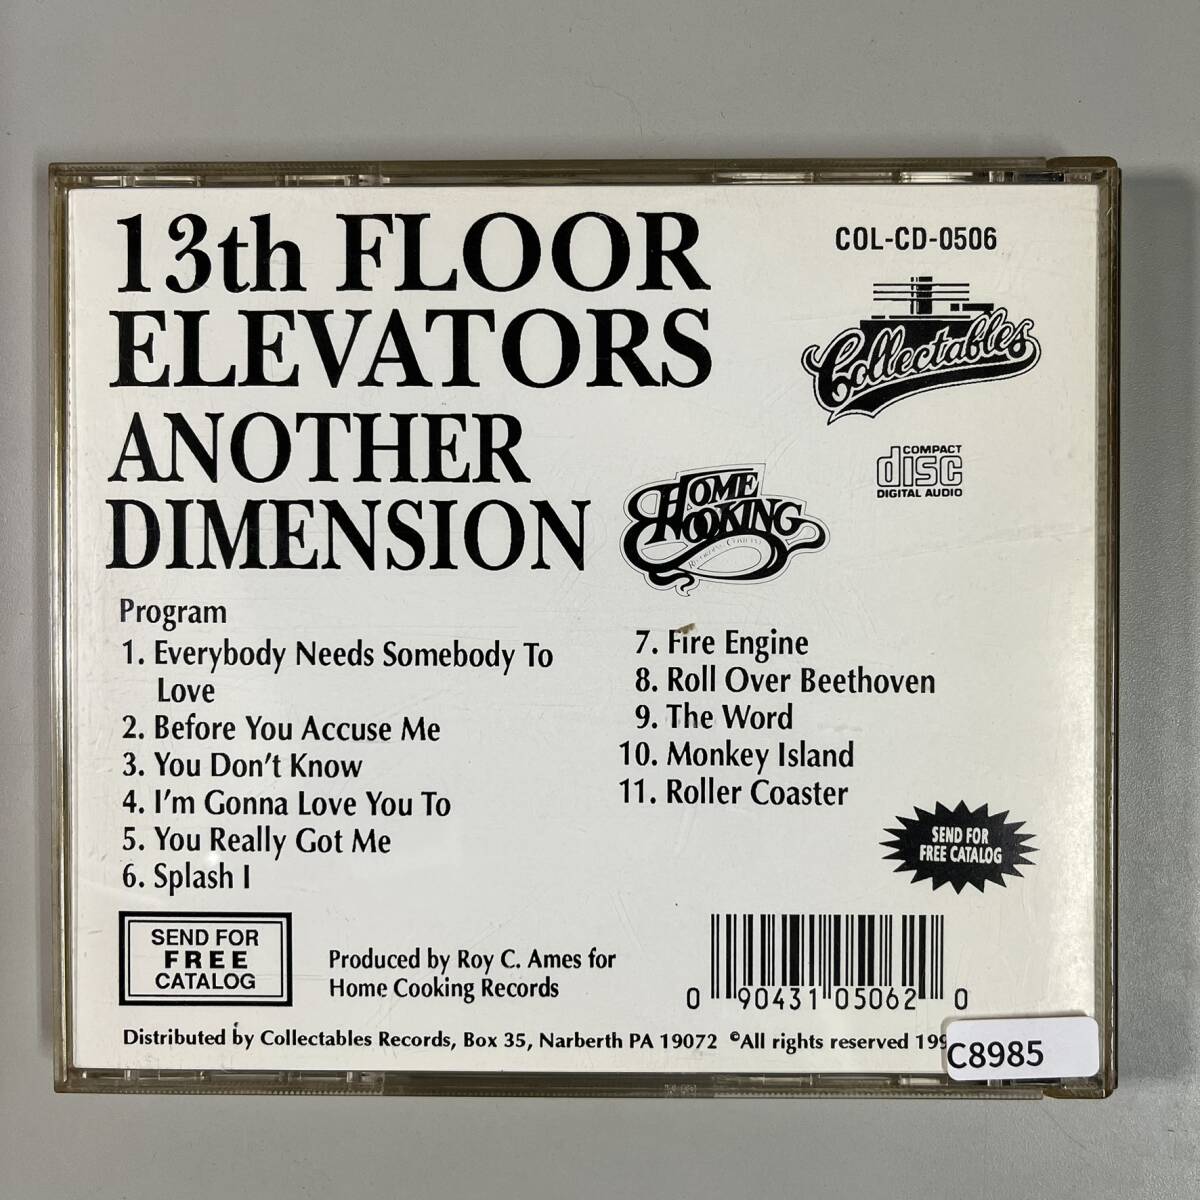 13th FLOOR
ELEVATORS
ANOTHER
DIMENSION
COL-CD-0506
Collectables
COMPACT
disc
DIGITAL AUDIO
HOME
COOKING
Program
1. Everybody Needs Somebody To
Love
2. Before You Accuse Me
3. You Don't Know
4. I'm Gonna Love You To
5. You Really Got Me
6. Splash I
7. Fire Engine
8. Roll Over Beethoven
9. The Word
10. Monkey Island
11. Roller Coaster
SEND FOR
FREE CATALOG
SEND FOR
FREE
CATALOG
Produced by Roy C. Ames for
Home Cooking Records
0 90431 05062 0
Distributed by Collectables Records, Box 35, Narberth PA 19072 ©All rights reserved 199
C8985